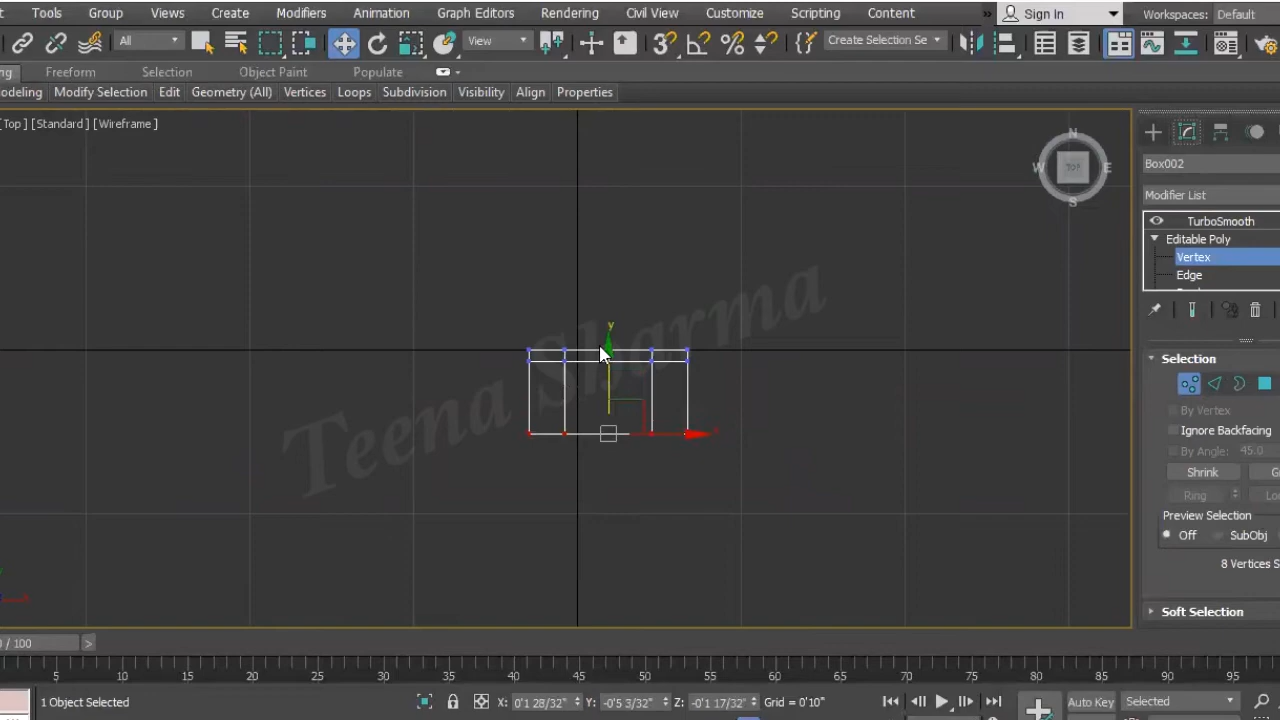 Tools Group Views Create Modifiers Animation Graph Editors Rendering Civil View Customize Scripting Content » Sign In Workspaces: Default
All View Create Selection Se
Freeform Selection Object Paint Populate
odeling Modify Selection Edit Geometry (All) Vertices Loops Subdivision Visibility Align Properties
[Top] [Standard] [Wireframe]
N
W TOP E
S
Box002
Modifier List
TurboSmooth
Editable Poly
Vertex
Edge
y
Teena Sharma
Selection
By Vertex
Ignore Backfacing
By Angle: 45.0
Shrink G
Ring Lo
Preview Selection
Off SubObj
8 Vertices S
Soft Selection
/ 100 >
5 10 15 20 25 30 35 40 45 50 55 60 65 70 75 80 85 90 95
1 Object Selected X: 0'1 28/32" Y: -0'5 3/32" Z: -0'1 17/32" Grid = 0'10" Auto Key Selected